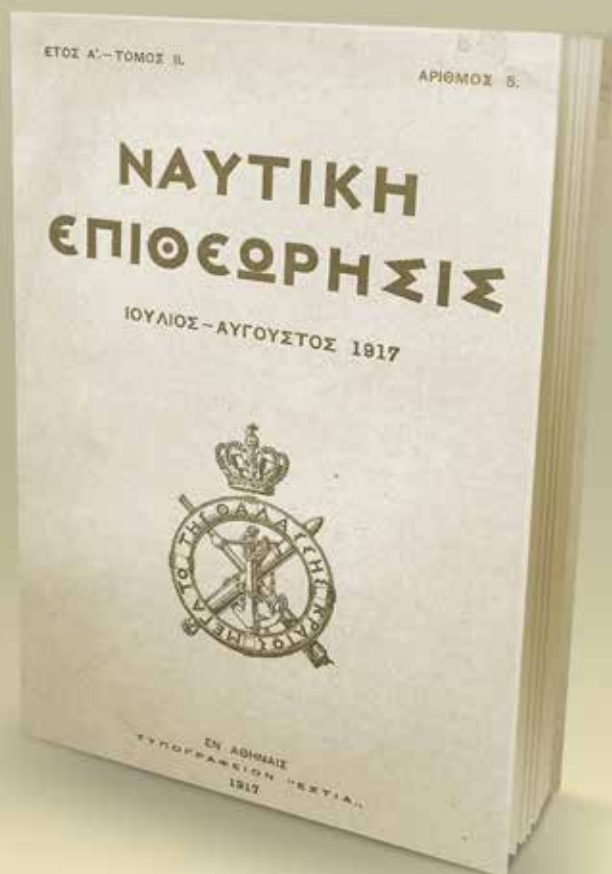 ΕΤΟΣ Α'.–ΤΟΜΟΣ ΙΙ.
ΑΡΙΘΜΟΣ 5.
ΝΑΥΤΙΚΗ
ΕΠΙΘΕΩΡΗΣΙΣ
ΙΟΥΛΙΟΣ–ΑΥΓΟΥΣΤΟΣ 1917
ΜΕΓΑ ΤΟ ΤΗΣ ΘΑΛΑΣΣΗΣ ΚΡΑΤΟΣ
ΕΝ ΑΘΗΝΑΙΣ
ΤΥΠΟΓΡΑΦΕΙΟΝ "ΕΣΤΙΑ„
1917